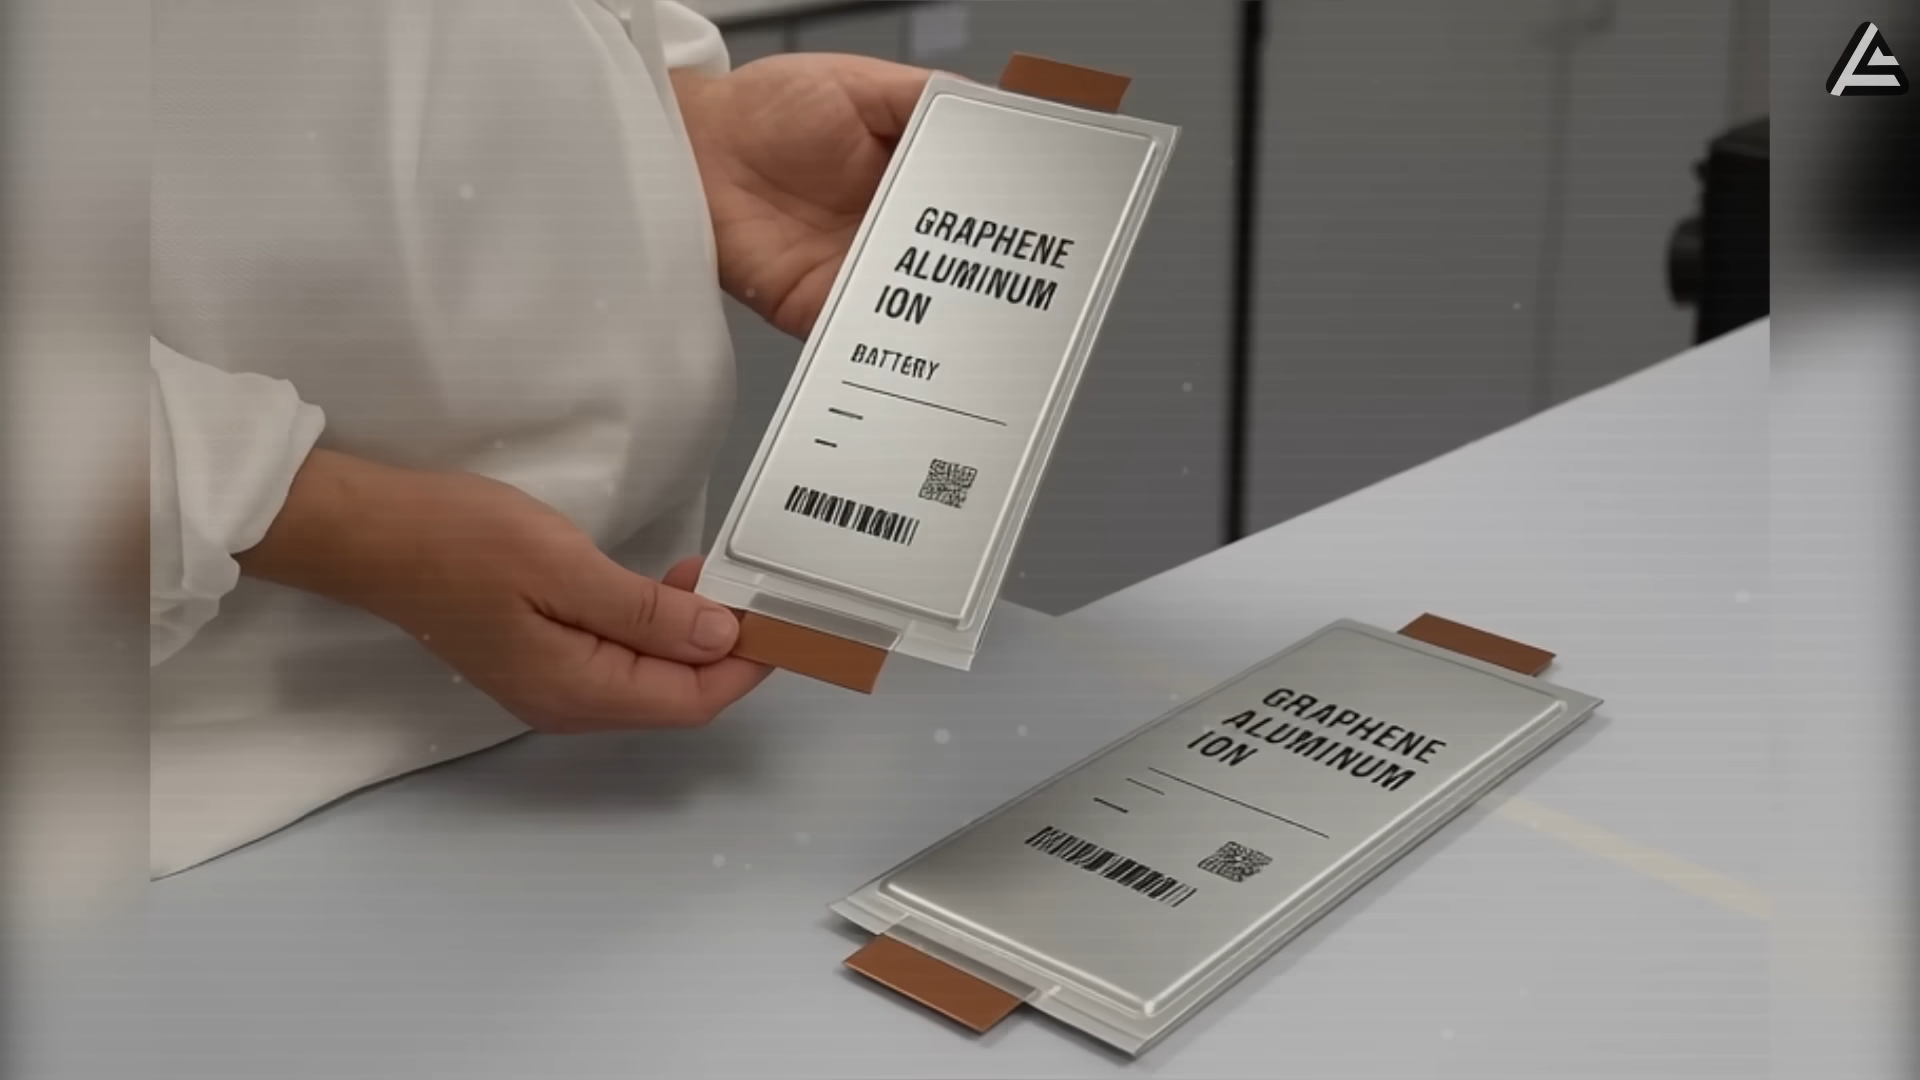 GRAPHENE
ALUMINUM
ION
BATTERY
GRAPHENE
ALUMINUM
ION